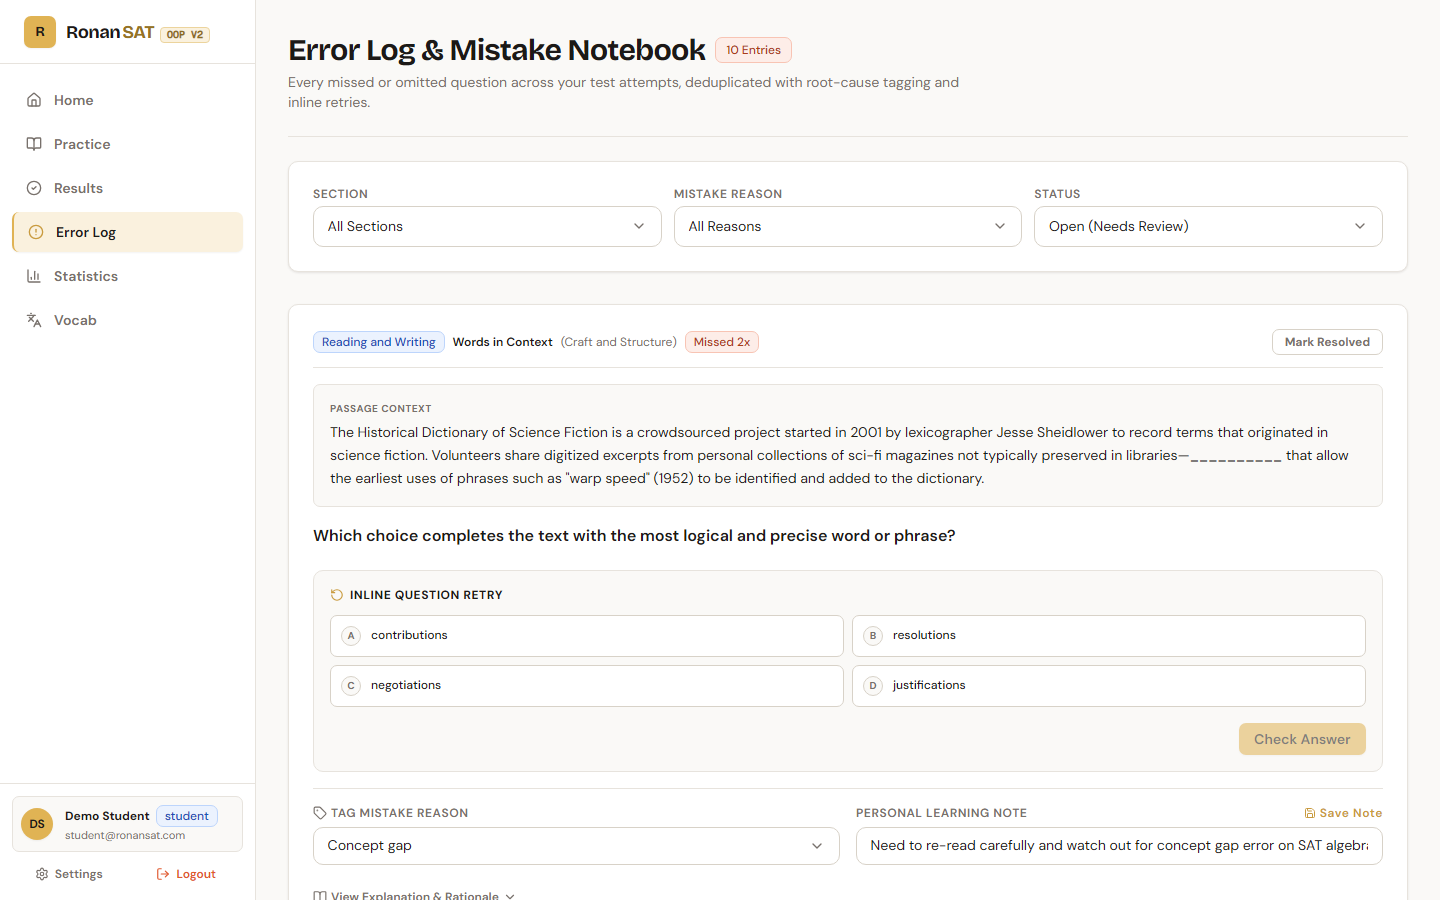 R
RonanSAT OOP V2
Home
Practice
Results
Error Log
Statistics
Vocab
DS
Demo Student student
student@ronansat.com
Settings
Logout
Error Log & Mistake Notebook 10 Entries
Every missed or omitted question across your test attempts, deduplicated with root-cause tagging and
inline retries.
SECTION
All Sections
MISTAKE REASON
All Reasons
STATUS
Open (Needs Review)
Reading and Writing Words in Context (Craft and Structure) Missed 2x
Mark Resolved
PASSAGE CONTEXT
The Historical Dictionary of Science Fiction is a crowdsourced project started in 2001 by lexicographer Jesse Sheidlower to record terms that originated in
science fiction. Volunteers share digitized excerpts from personal collections of sci-fi magazines not typically preserved in libraries—__________ that allow
the earliest uses of phrases such as "warp speed" (1952) to be identified and added to the dictionary.
Which choice completes the text with the most logical and precise word or phrase?
INLINE QUESTION RETRY
A contributions
B resolutions
C negotiations
D justifications
Check Answer
TAG MISTAKE REASON
Concept gap
PERSONAL LEARNING NOTE
Save Note
Need to re-read carefully and watch out for concept gap error on SAT algebra
View Explanation & Rationale